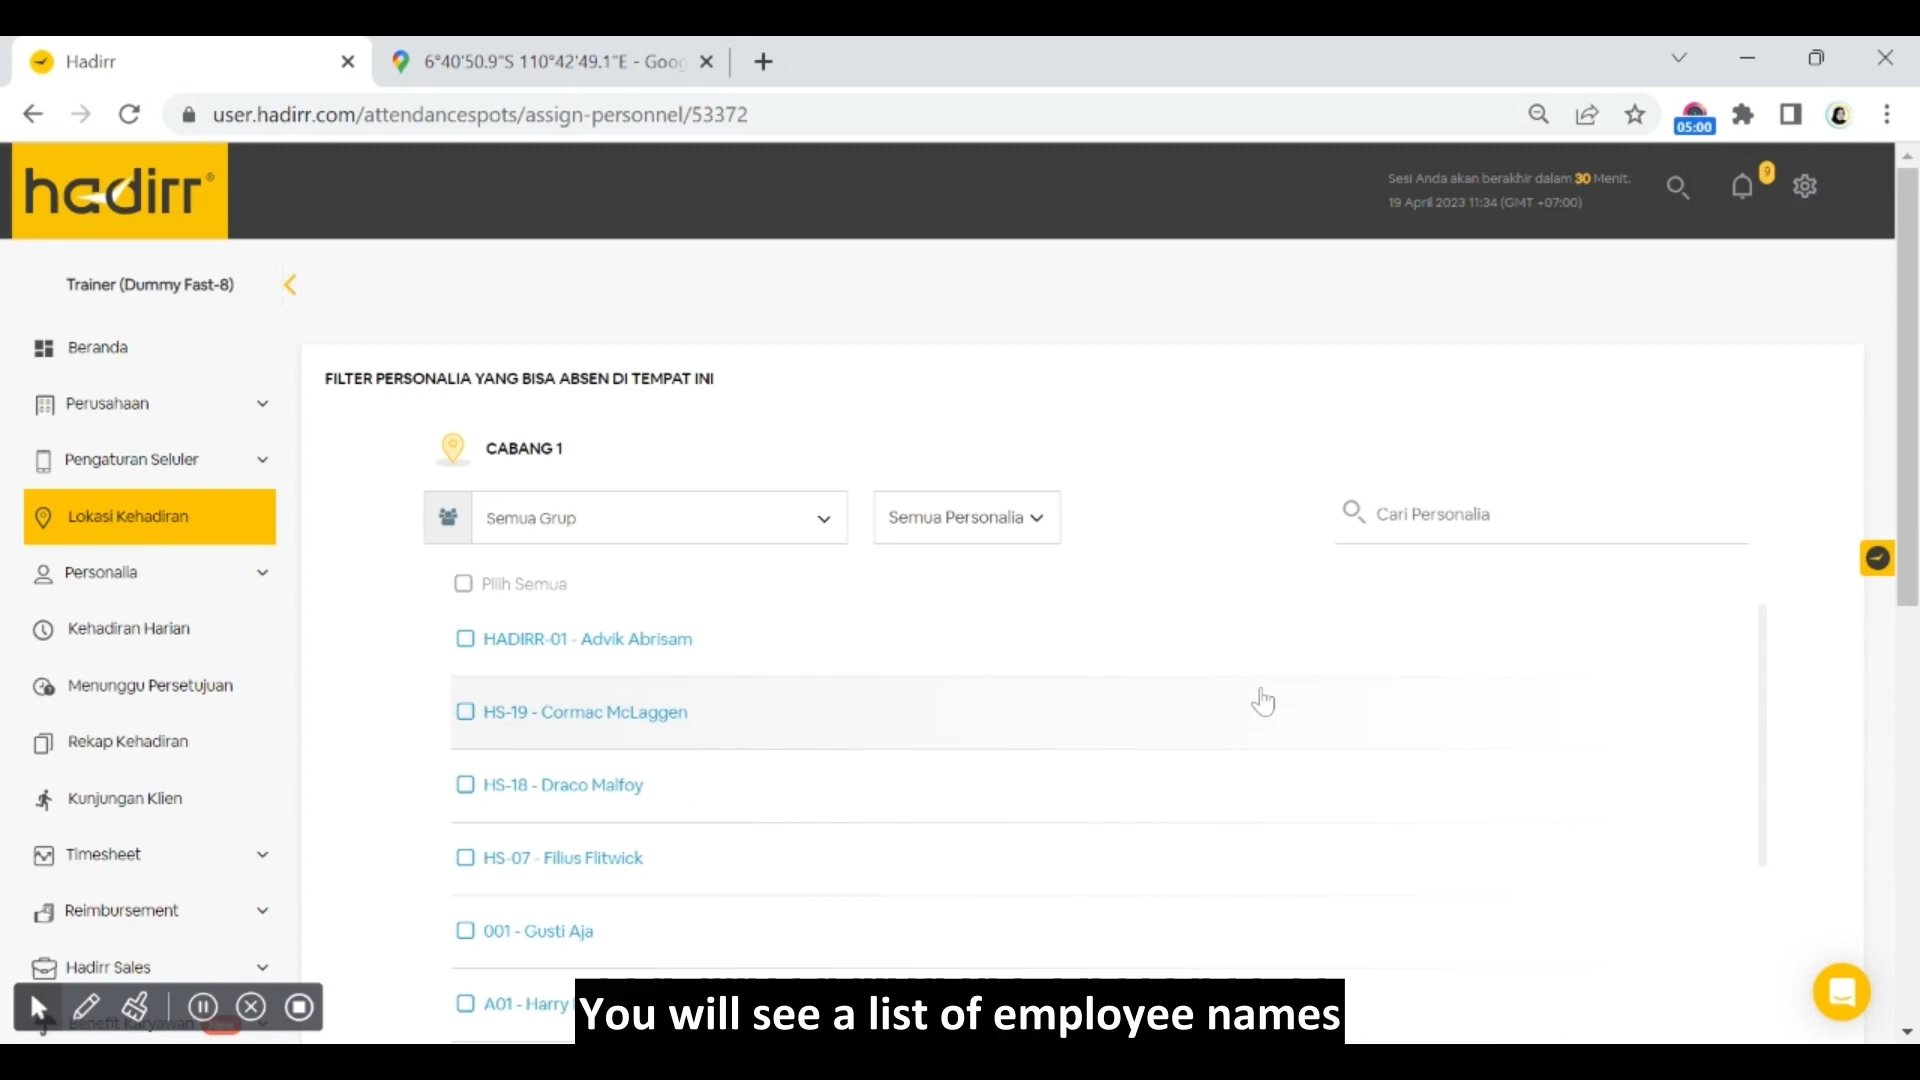 Hadirr
6°40'50.9"S 110°42'49.1"E - Goog
user.hadirr.com/attendancespots/assign-personnel/53372
05:00
hadirr®
Sesi Anda akan berakhir dalam 30 Menit.
19 April 2023 11:34 (GMT +07:00)
9
Trainer (Dummy Fast-8)
Beranda
Perusahaan
Pengaturan Seluler
Lokasi Kehadiran
Personalia
Kehadiran Harian
Menunggu Persetujuan
Rekap Kehadiran
Kunjungan Klien
Timesheet
Reimbursement
Hadirr Sales
Benefit Karyawan
FILTER PERSONALIA YANG BISA ABSEN DI TEMPAT INI
CABANG 1
Semua Grup
Semua Personalia
Cari Personalia
Pilih Semua
HADIRR-01 - Advik Abrisam
HS-19 - Cormac McLaggen
HS-18 - Draco Malfoy
HS-07 - Filius Flitwick
001 - Gusti Aja
A01 - Harry
You will see a list of employee names